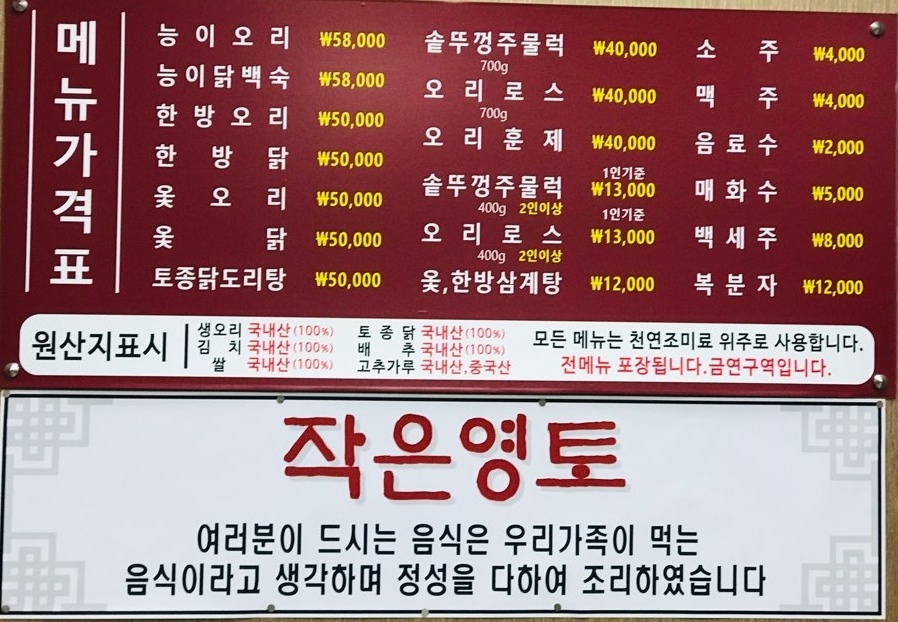 메뉴가격표
능이오리 ₩58,000
능이닭백숙 ₩58,000
한방오리 ₩50,000
한방닭 ₩50,000
옻오리 ₩50,000
옻닭 ₩50,000
토종닭도리탕 ₩50,000
솥뚜껑주물럭 ₩40,000
700g
오리로스 ₩40,000
700g
오리훈제 ₩40,000
1인기준
솥뚜껑주물럭 ₩13,000
400g 2인이상
1인기준
오리로스 ₩13,000
400g 2인이상
옻,한방삼계탕 ₩12,000
소주 ₩4,000
맥주 ₩4,000
음료수 ₩2,000
매화수 ₩5,000
백세주 ₩8,000
복분자 ₩12,000
원산지표시
생오리 국내산(100%)
김치 국내산(100%)
쌀 국내산(100%)
토종닭 국내산(100%)
배추 국내산(100%)
고추가루 국내산,중국산
모든 메뉴는 천연조미료 위주로 사용합니다.
전메뉴 포장됩니다.금연구역입니다.
작은영토
여러분이 드시는 음식은 우리가족이 먹는
음식이라고 생각하며 정성을 다하여 조리하였습니다